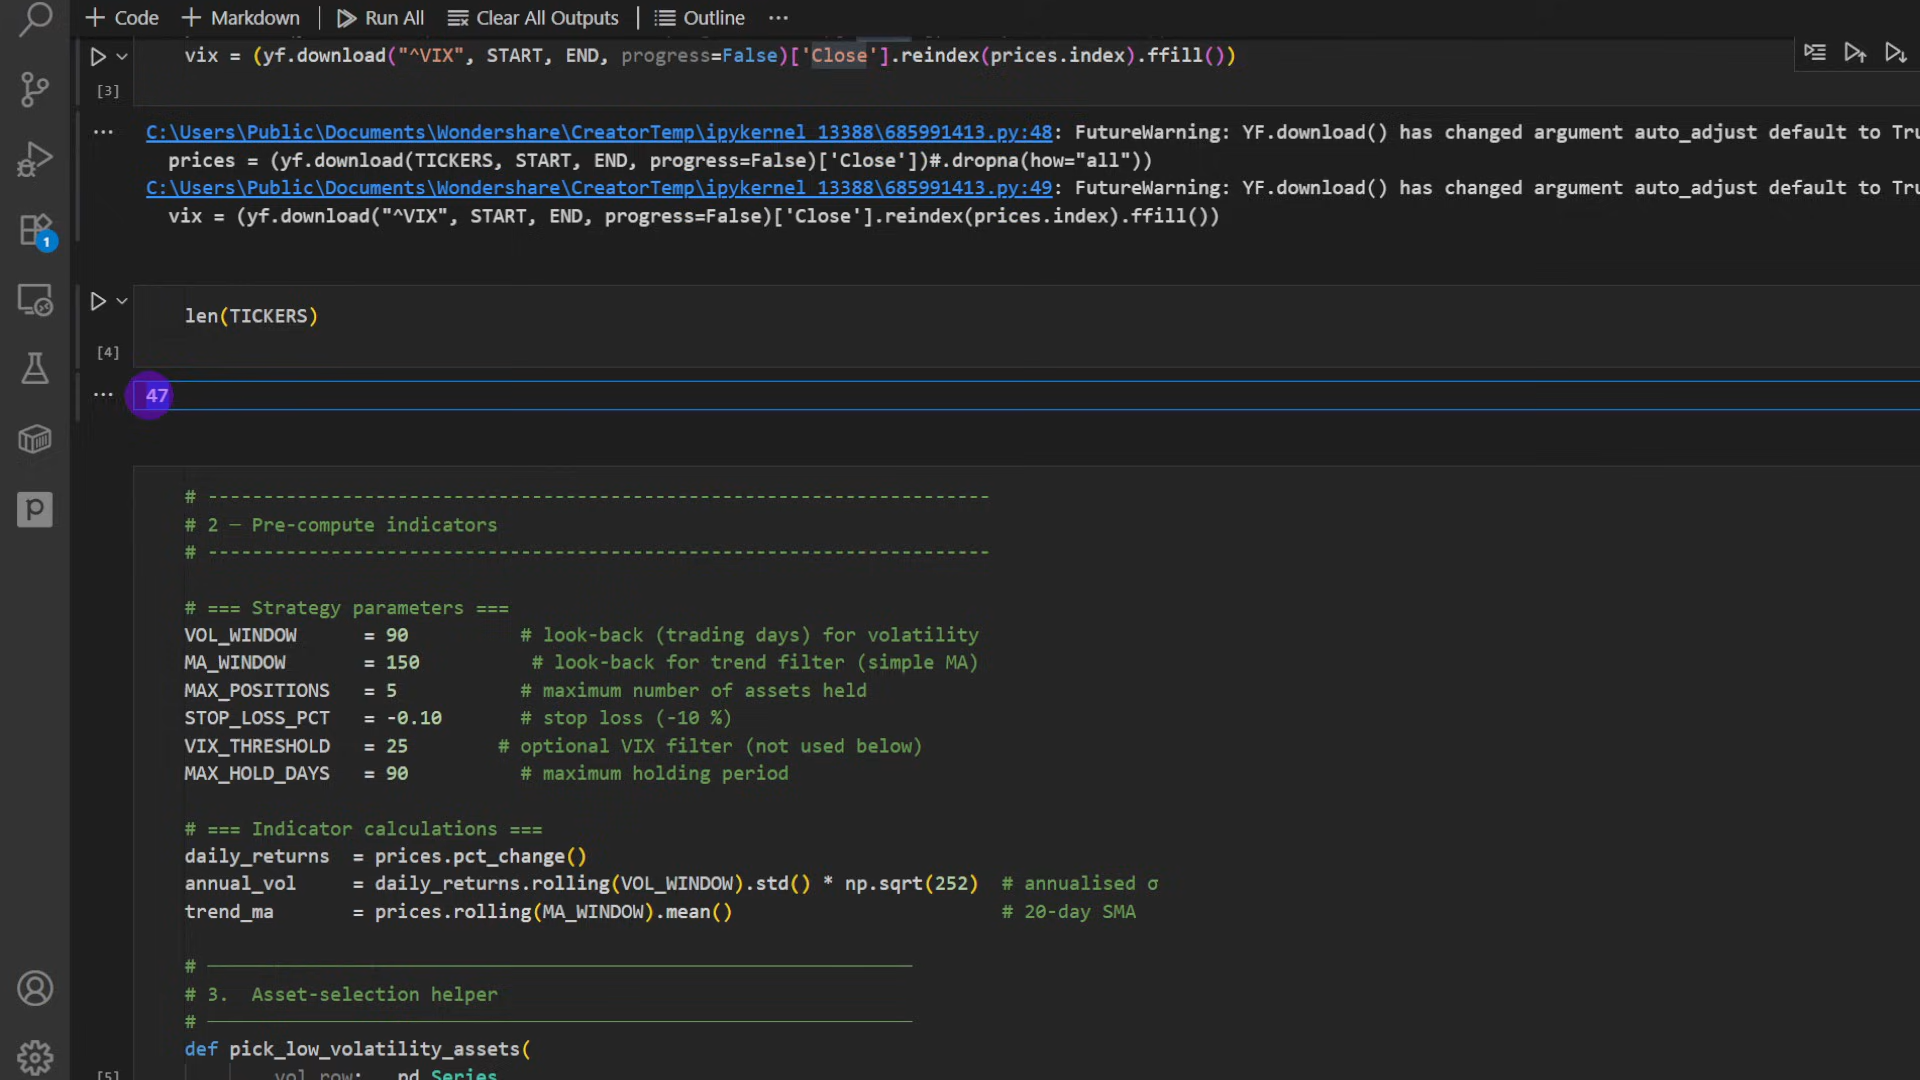 Code Markdown Run All Clear All Outputs Outline ...
vix = (yf.download("^VIX", START, END, progress=False)['Close'].reindex(prices.index).ffill())
[3]
C:\Users\Public\Documents\Wondershare\CreatorTemp\ipykernel_13388\685991413.py:48: FutureWarning: YF.download() has changed argument auto_adjust default to Tru
prices = (yf.download(TICKERS, START, END, progress=False)['Close'])#.dropna(how="all"))
C:\Users\Public\Documents\Wondershare\CreatorTemp\ipykernel_13388\685991413.py:49: FutureWarning: YF.download() has changed argument auto_adjust default to Tru
vix = (yf.download("^VIX", START, END, progress=False)['Close'].reindex(prices.index).ffill())
1
len(TICKERS)
[4]
47
# ----------------------------------------------------------------------
# 2 — Pre-compute indicators
# ----------------------------------------------------------------------
# === Strategy parameters ===
VOL_WINDOW = 90 # look-back (trading days) for volatility
MA_WINDOW = 150 # look-back for trend filter (simple MA)
MAX_POSITIONS = 5 # maximum number of assets held
STOP_LOSS_PCT = -0.10 # stop loss (-10 %)
VIX_THRESHOLD = 25 # optional VIX filter (not used below)
MAX_HOLD_DAYS = 90 # maximum holding period
# === Indicator calculations ===
daily_returns = prices.pct_change()
annual_vol = daily_returns.rolling(VOL_WINDOW).std() * np.sqrt(252) # annualised σ
trend_ma = prices.rolling(MA_WINDOW).mean() # 20-day SMA
# ———————————————————————————————
# 3. Asset-selection helper
# ———————————————————————————————
def pick_low_volatility_assets(
vol_row: pd.Series
[5]